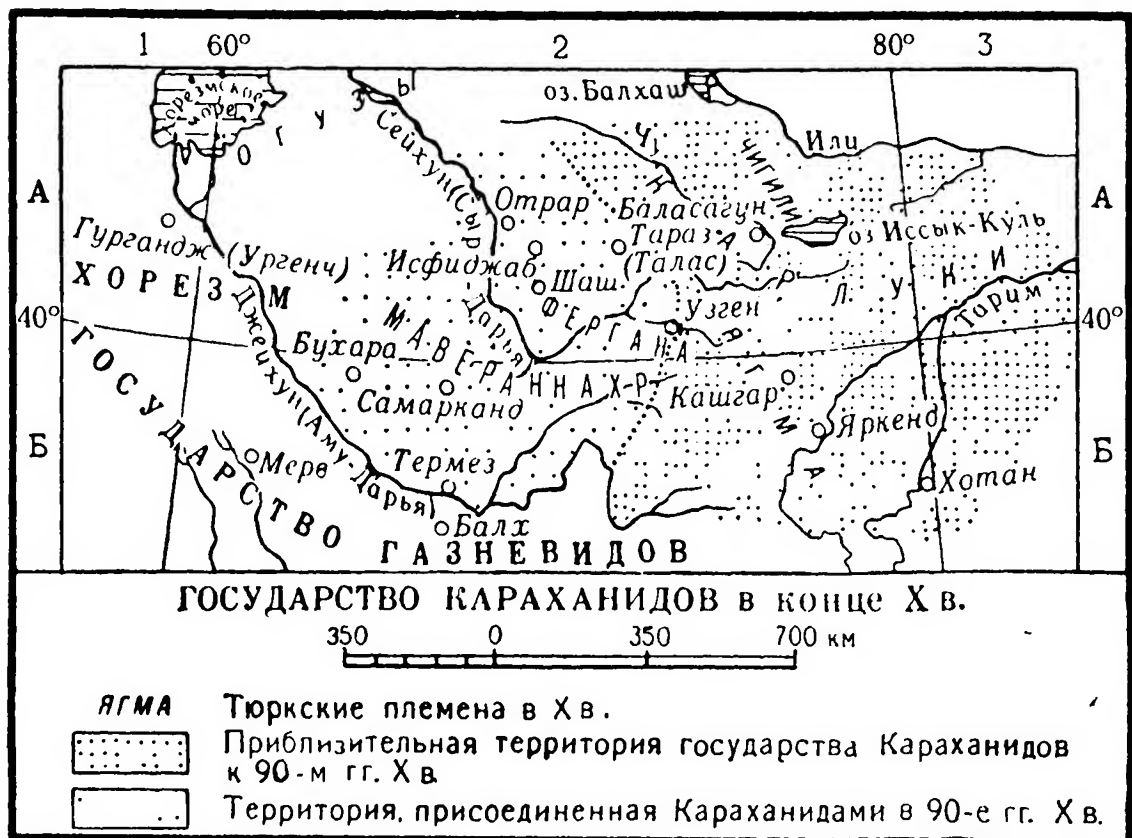 1 60° 2 80° 3
Хорезмское море
ОГУЗЫ
оз. Балхаш
Или
Сейхун (Сыр Дарья)
Чу
ЧИГИЛИ
А А
Отрар
Баласагун
Гургандж (Ургенч)
Исфиджаб
Тараз (Талас)
оз Иссык-Куль
ХОРЕЗМ
Шаш
КАРЛУКИ
40° 40°
Джейхун (Аму-Дарья)
МАВЕРАННАХР
ФЕРГАНА
Узген
Тарим
Бухара
Самарканд
Кашгар
ЯГМА
Яркенд
Б Б
Мерв
Термез
Хотан
Балх
ГОСУДАРСТВО ГАЗНЕВИДОВ
ГОСУДАРСТВО КАРАХАНИДОВ в конце X в.
350 0 350 700 км
ЯГМА Тюркские племена в X в.
Приблизительная территория государства Караханидов
к 90-м гг. X в.
Территория, присоединенная Караханидами в 90-е гг. X в.